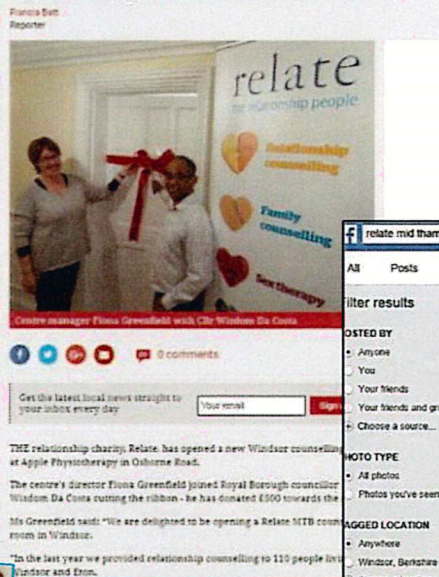 Francis Batt
Reporter
relate
the relationship people
Relationship
counselling
Family
counselling
Sex therapy
Centre manager Fiona Greenfield with Cllr Wisdom Da Costa
0 comments
Get the latest local news straight to
your inbox every day
Your email
Sign
THE relationship charity, Relate, has opened a new Windsor counselling
at Apple Physiotherapy in Osborne Road.
The centre's director Fiona Greenfield joined Royal Borough councillor
Wisdom Da Costa cutting the ribbon - he has donated £500 towards the
Ms Greenfield said: "We are delighted to be opening a Relate MTB coun
room in Windsor.
"In the last year we provided relationship counselling to 110 people livi
Windsor and Eton.
f relate mid tham
All Posts
ilter results
OSTED BY
Anyone
You
Your friends
Your friends and gr
Choose a source...
HOTO TYPE
All photos
Photos you've seen
AGGED LOCATION
Anywhere
Windsor, Berkshire